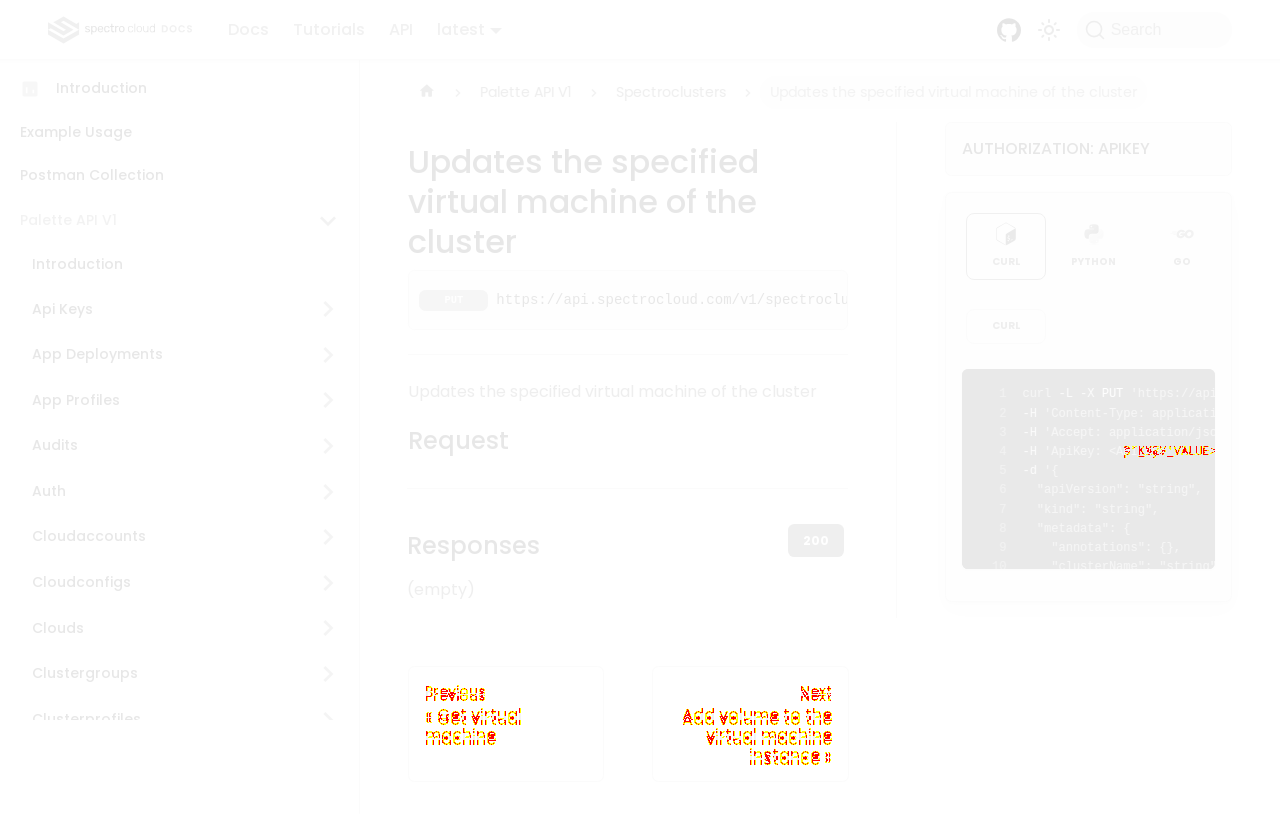 spectro cloud DOCS
Docs Tutorials API latest
Search
Introduction
Example Usage
Postman Collection
Palette API V1
Introduction
Api Keys
App Deployments
App Profiles
Audits
Auth
Cloudaccounts
Cloudconfigs
Clouds
Clustergroups
Clusterprofiles
Palette API V1 › Spectroclusters › Updates the specified virtual machine of the cluster
Updates the specified
virtual machine of the
cluster
PUT https://api.spectrocloud.com/v1/spectroclu
Updates the specified virtual machine of the cluster
Request
Responses
200
(empty)
Previous
« Get virtual
machine
Next
Add volume to the
virtual machine
instance »
AUTHORIZATION: APIKEY
CURL PYTHON GO
CURL
1 curl -L -X PUT 'https://api
2 -H 'Content-Type: applicati
3 -H 'Accept: application/jso
4 -H 'ApiKey:
5 -d '{
6 "apiVersion": "string",
7 "kind": "string",
8 "metadata": {
9 "annotations": {},
10 "clusterName": "string"